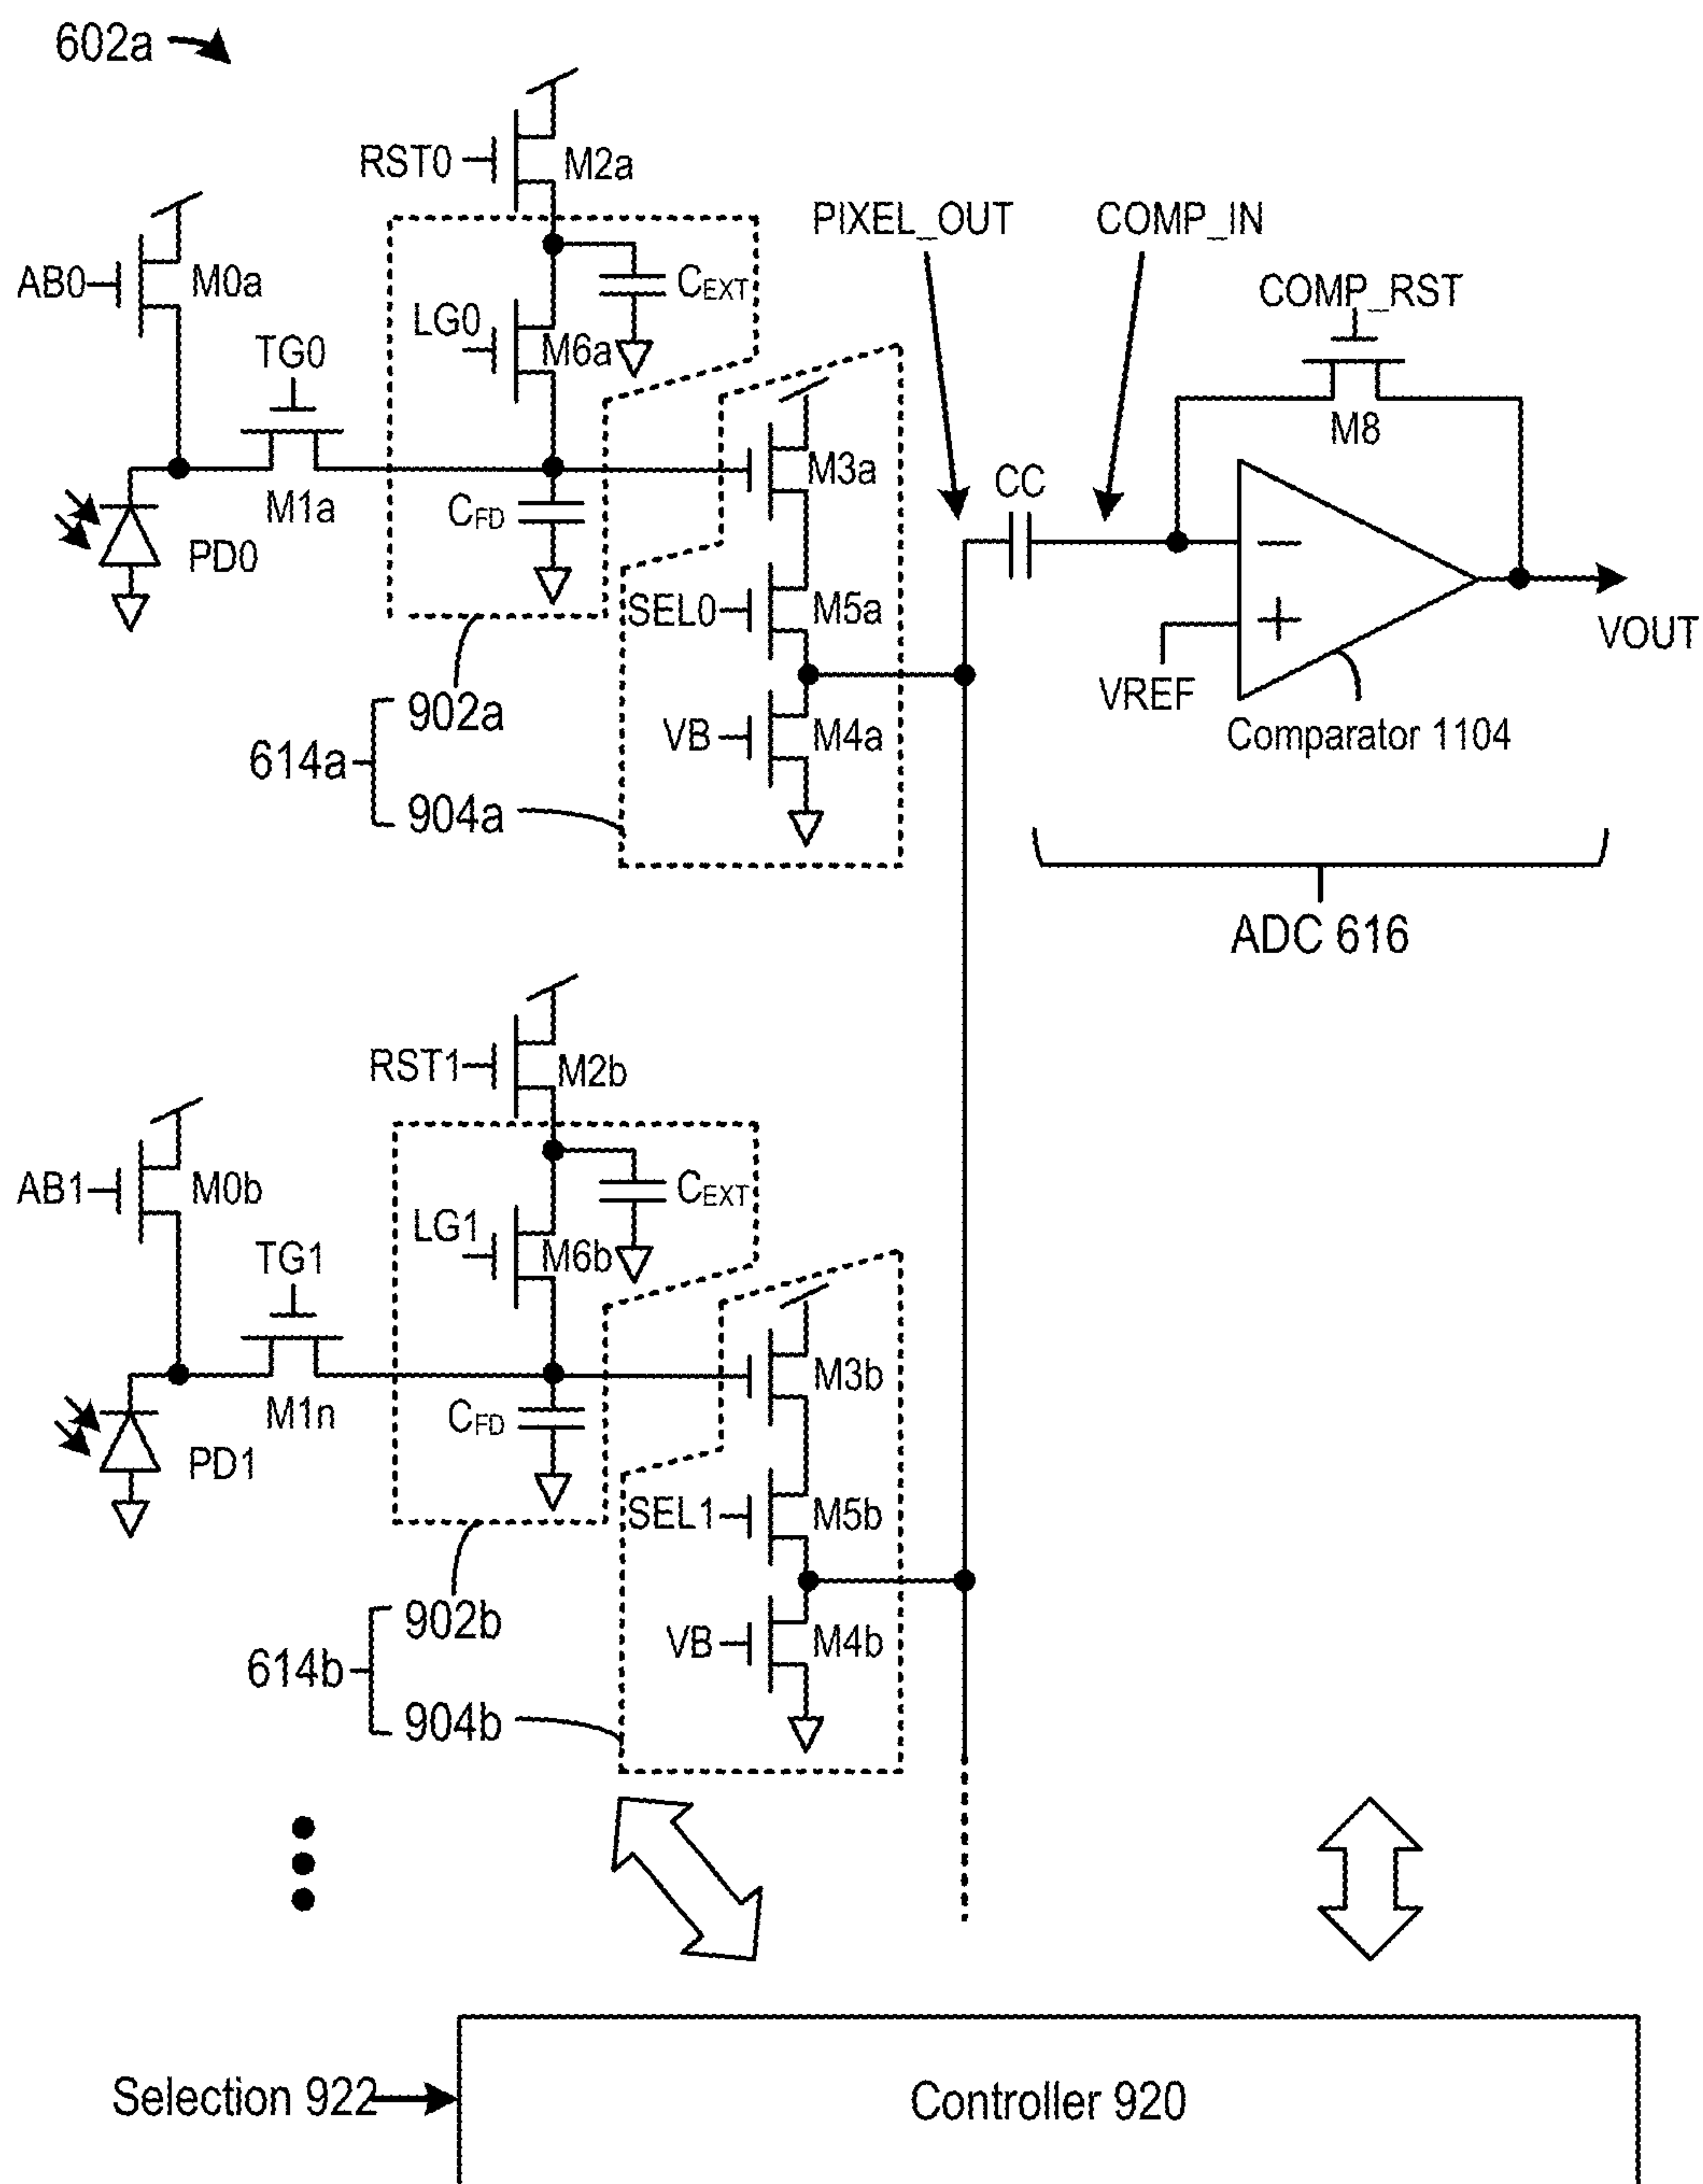 602a
RST0
M2a
AB0
M0a
CEXT
LG0
M6a
TG0
M1a
PD0
CFD
M3a
SEL0
M5a
VB
M4a
902a
614a
904a
PIXEL_OUT
COMP_IN
COMP_RST
M8
CC
−
+
VREF
VOUT
Comparator 1104
ADC 616
RST1
M2b
AB1
M0b
CEXT
LG1
M6b
TG1
M1n
PD1
CFD
M3b
SEL1
M5b
VB
M4b
902b
614b
904b
Selection 922
Controller 920